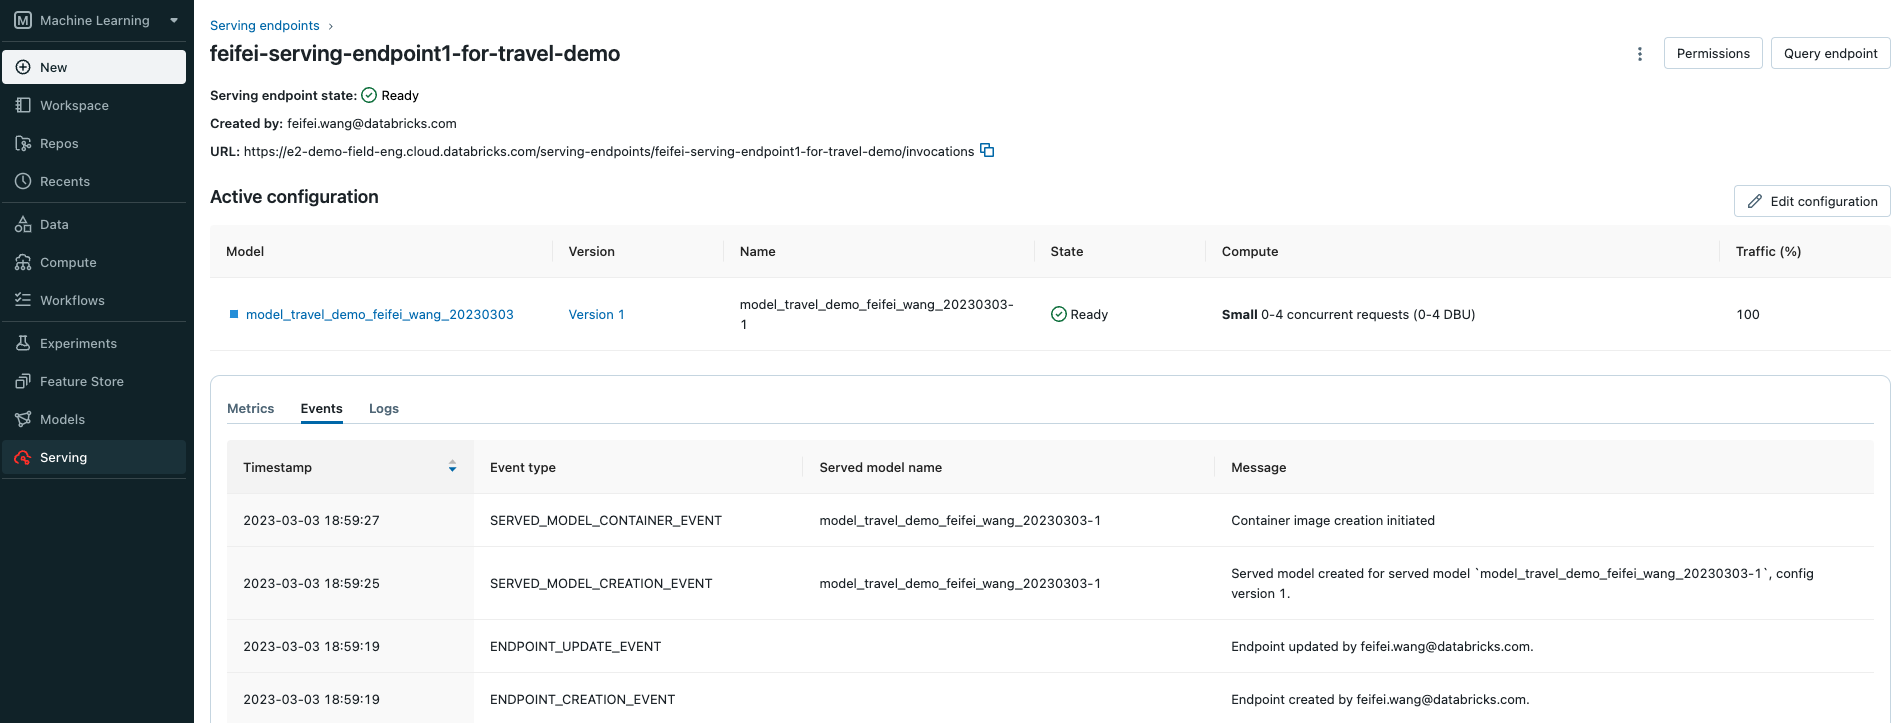 Machine Learning
New
Workspace
Repos
Recents
Data
Compute
Workflows
Experiments
Feature Store
Models
Serving
Serving endpoints ›
feifei-serving-endpoint1-for-travel-demo
Permissions
Query endpoint
Serving endpoint state: Ready
Created by: feifei.wang@databricks.com
URL: https://e2-demo-field-eng.cloud.databricks.com/serving-endpoints/feifei-serving-endpoint1-for-travel-demo/invocations
Active configuration
Edit configuration
Model Version Name State Compute Traffic (%)
model_travel_demo_feifei_wang_20230303 Version 1 model_travel_demo_feifei_wang_20230303- Ready Small 0-4 concurrent requests (0-4 DBU) 100
1
Metrics Events Logs
Timestamp Event type Served model name Message
2023-03-03 18:59:27 SERVED_MODEL_CONTAINER_EVENT model_travel_demo_feifei_wang_20230303-1 Container image creation initiated
2023-03-03 18:59:25 SERVED_MODEL_CREATION_EVENT model_travel_demo_feifei_wang_20230303-1 Served model created for served model `model_travel_demo_feifei_wang_20230303-1`, config
version 1.
2023-03-03 18:59:19 ENDPOINT_UPDATE_EVENT Endpoint updated by feifei.wang@databricks.com.
2023-03-03 18:59:19 ENDPOINT_CREATION_EVENT Endpoint created by feifei.wang@databricks.com.